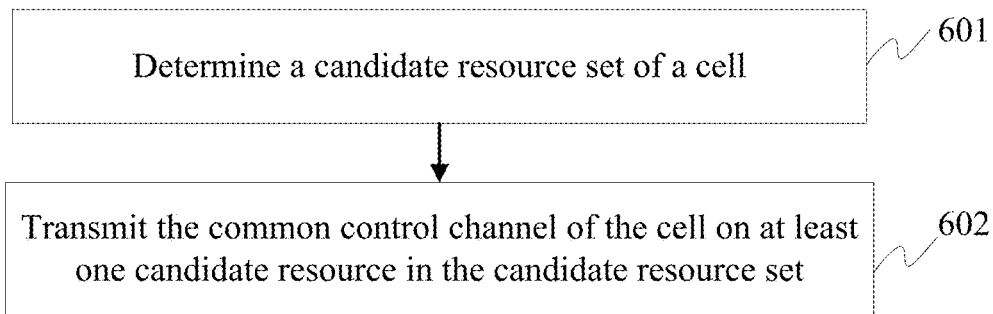 601
Determine a candidate resource set of a cell
Transmit the common control channel of the cell on at least
one candidate resource in the candidate resource set
602